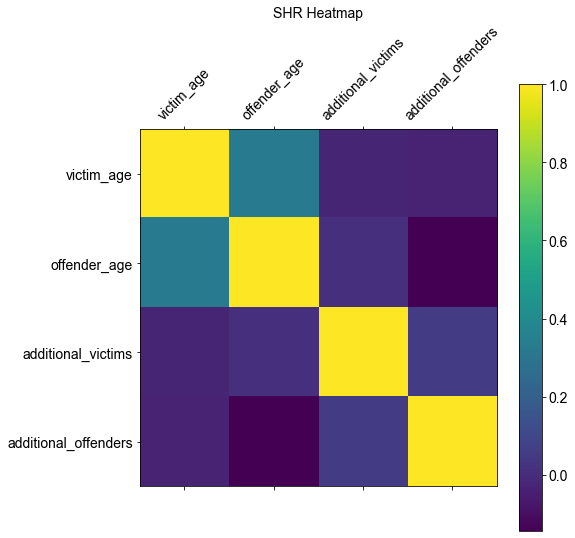 SHR Heatmap
victim_age
offender_age
additional_victims
additional_offenders
victim_age
offender_age
additional_victims
additional_offenders
1.0
0.8
0.6
0.4
0.2
0.0